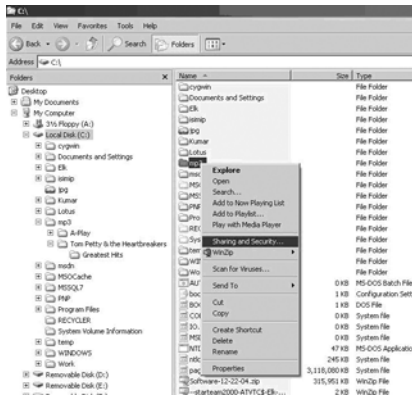 C:\
File Edit View Favorites Tools Help
Back Search Folders
Address C:\
Folders x
Desktop
My Documents
My Computer
3½ Floppy (A:)
Local Disk (C:)
cygwin
Documents and Settings
Elk
isimip
jpg
Kumar
Lotus
mp3
A-Play
Tom Petty & the Heartbreakers
Greatest Hits
msdn
MSOCache
MSSQL7
PNP
Program Files
RECYCLER
System Volume Information
temp
WINDOWS
Work
Removable Disk (D:)
Removable Disk (E:)
Name Size Type
cygwin File Folder
Documents and Settings File Folder
Elk File Folder
isimip File Folder
jpg File Folder
Kumar File Folder
Lotus File Folder
mp3 File Folder
File Folder
File Folder
File Folder
File Folder
File Folder
File Folder
File Folder
File Folder
File Folder
File Folder
0 KB MS-DOS Batch File
1 KB Configuration Sett
1 KB DOS File
0 KB System file
0 KB System file
0 KB System file
47 KB MS-DOS Applicatio
245 KB System file
3,118,080 KB System file
Software-12-22-04.zip 315,951 KB WinZip File
2 KB WinZip File
Explore
Open
Search...
Add to Now Playing List
Add to Playlist...
Play with Media Player
Sharing and Security...
WinZip
Scan for Viruses...
Send To
Cut
Copy
Create Shortcut
Delete
Rename
Properties